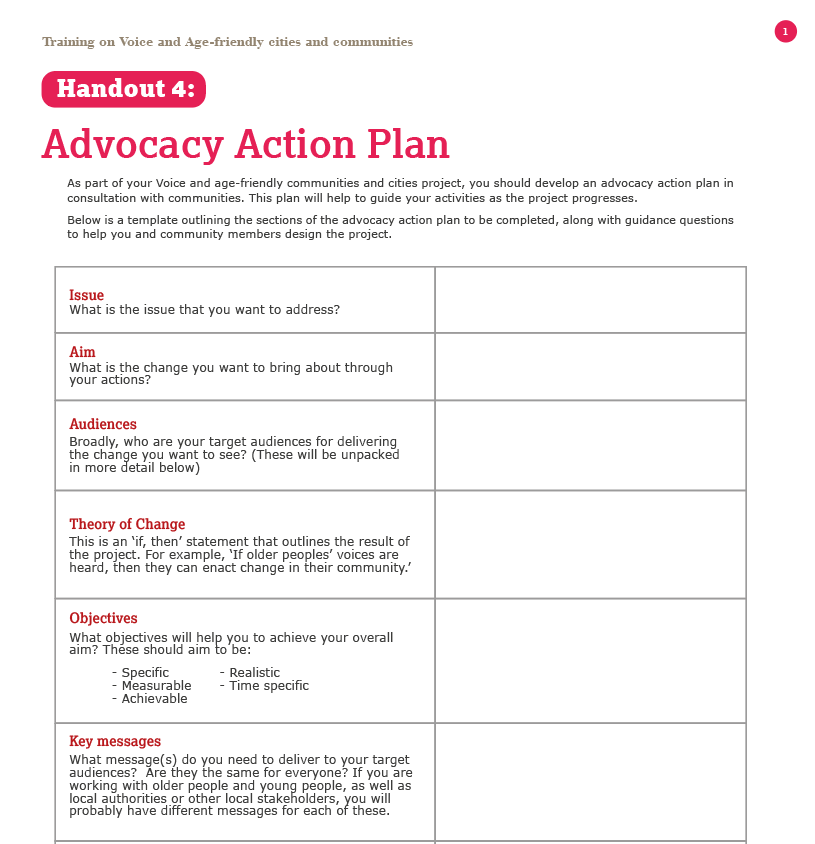 Training on Voice and Age-friendly cities and communities
1
Handout 4:
Advocacy Action Plan
As part of your Voice and age-friendly communities and cities project, you should develop an advocacy action plan in
consultation with communities. This plan will help to guide your activities as the project progresses.
Below is a template outlining the sections of the advocacy action plan to be completed, along with guidance questions
to help you and community members design the project.
Issue
What is the issue that you want to address?
Aim
What is the change you want to bring about through
your actions?
Audiences
Broadly, who are your target audiences for delivering
the change you want to see? (These will be unpacked
in more detail below)
Theory of Change
This is an ‘if, then’ statement that outlines the result of
the project. For example, ‘If older peoples’ voices are
heard, then they can enact change in their community.’
Objectives
What objectives will help you to achieve your overall
aim? These should aim to be:
- Specific - Realistic
- Measurable - Time specific
- Achievable
Key messages
What message(s) do you need to deliver to your target
audiences?  Are they the same for everyone? If you are
working with older people and young people, as well as
local authorities or other local stakeholders, you will
probably have different messages for each of these.